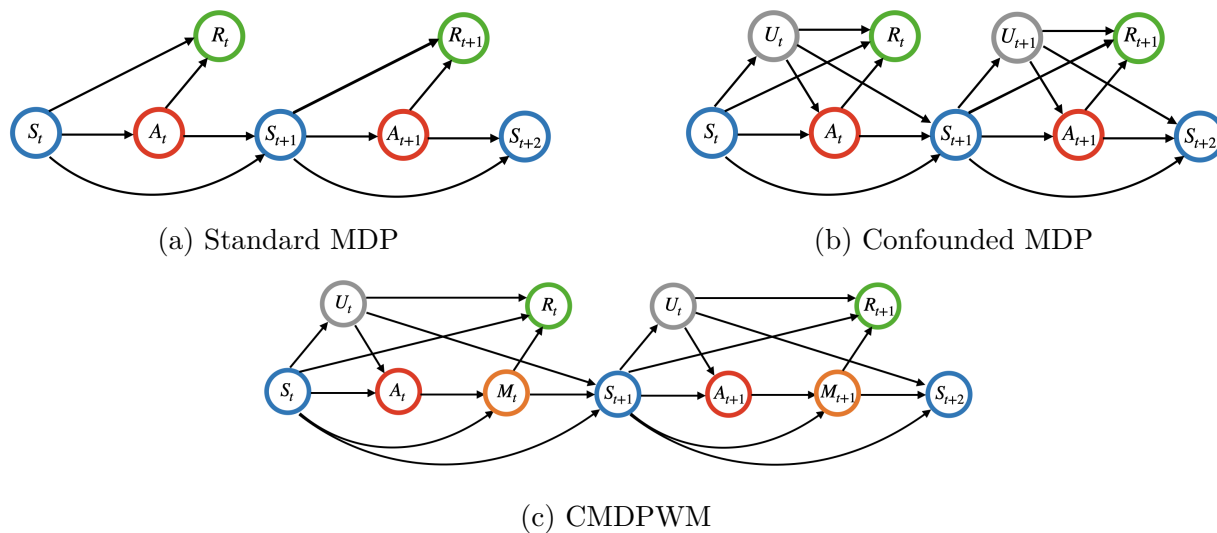 R_t R_{t+1}
S_t A_t S_{t+1} A_{t+1} S_{t+2}
(a) Standard MDP
U_t R_t U_{t+1} R_{t+1}
S_t A_t S_{t+1} A_{t+1} S_{t+2}
(b) Confounded MDP
U_t R_t U_t R_{t+1}
S_t A_t M_t S_{t+1} A_{t+1} M_{t+1} S_{t+2}
(c) CMDPWM